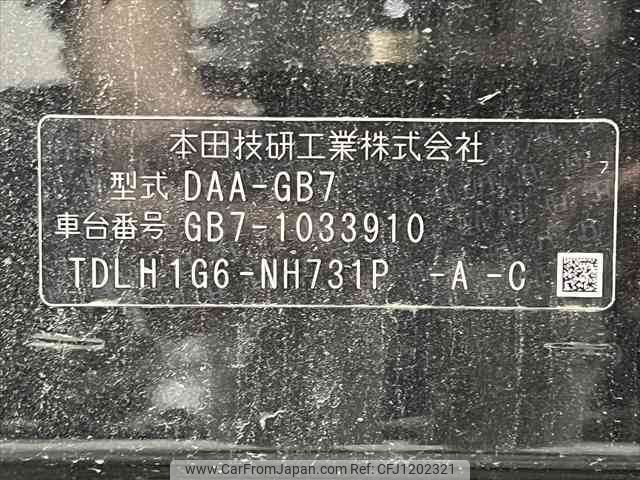 本田技研工業株式会社
7
型式 DAA-GB7
車台番号 GB7-1033910
TDLH1G6-NH731P -A-C
www.CarFromJapan.com Ref:CFJ1202321